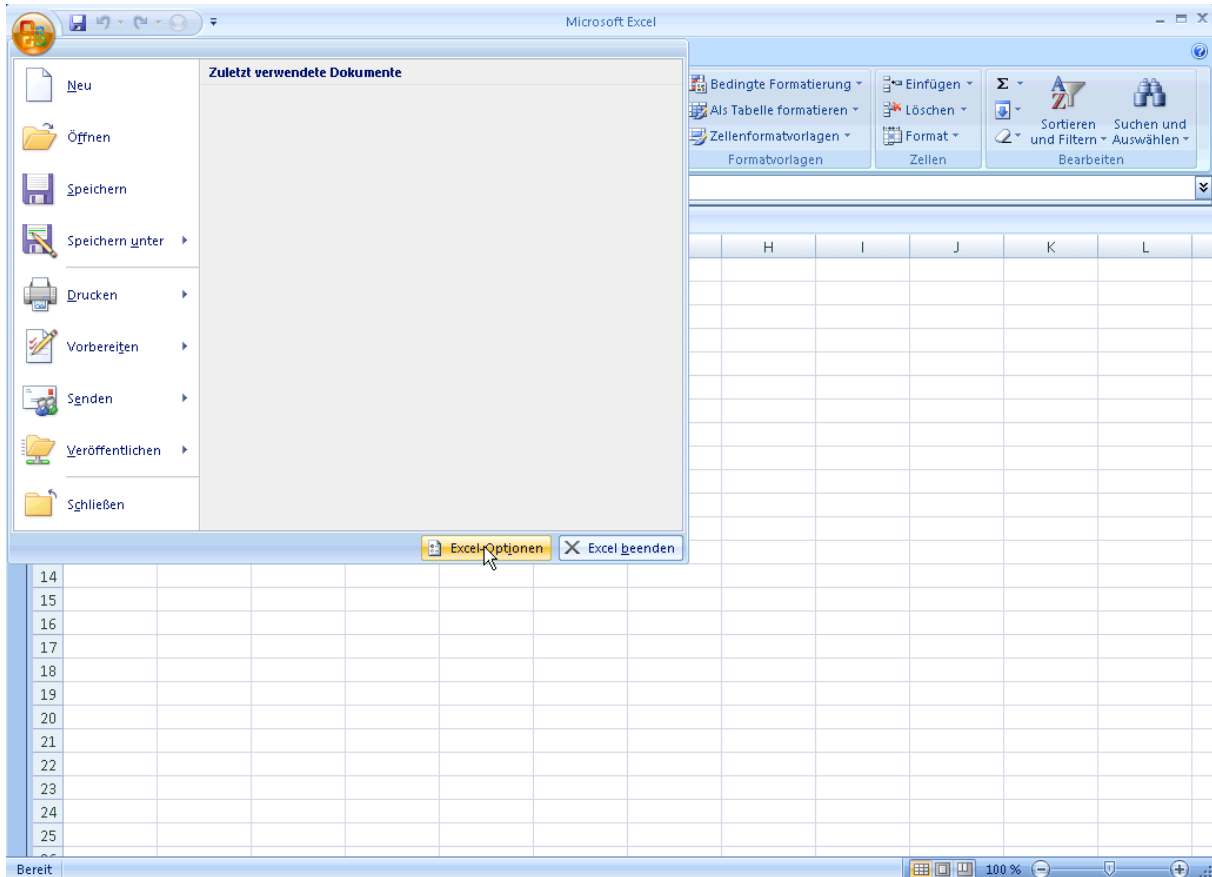 Microsoft Excel
Neu
Öffnen
Speichern
Speichern unter
Drucken
Vorbereiten
Senden
Veröffentlichen
Schließen
Zuletzt verwendete Dokumente
Excel-Optionen
Excel beenden
Bedingte Formatierung
Als Tabelle formatieren
Zellenformatvorlagen
Formatvorlagen
Einfügen
Löschen
Format
Zellen
Σ
Sortieren
und Filtern
Suchen und
Auswählen
Bearbeiten
H I J K L
14
15
16
17
18
19
20
21
22
23
24
25
Bereit
100 %